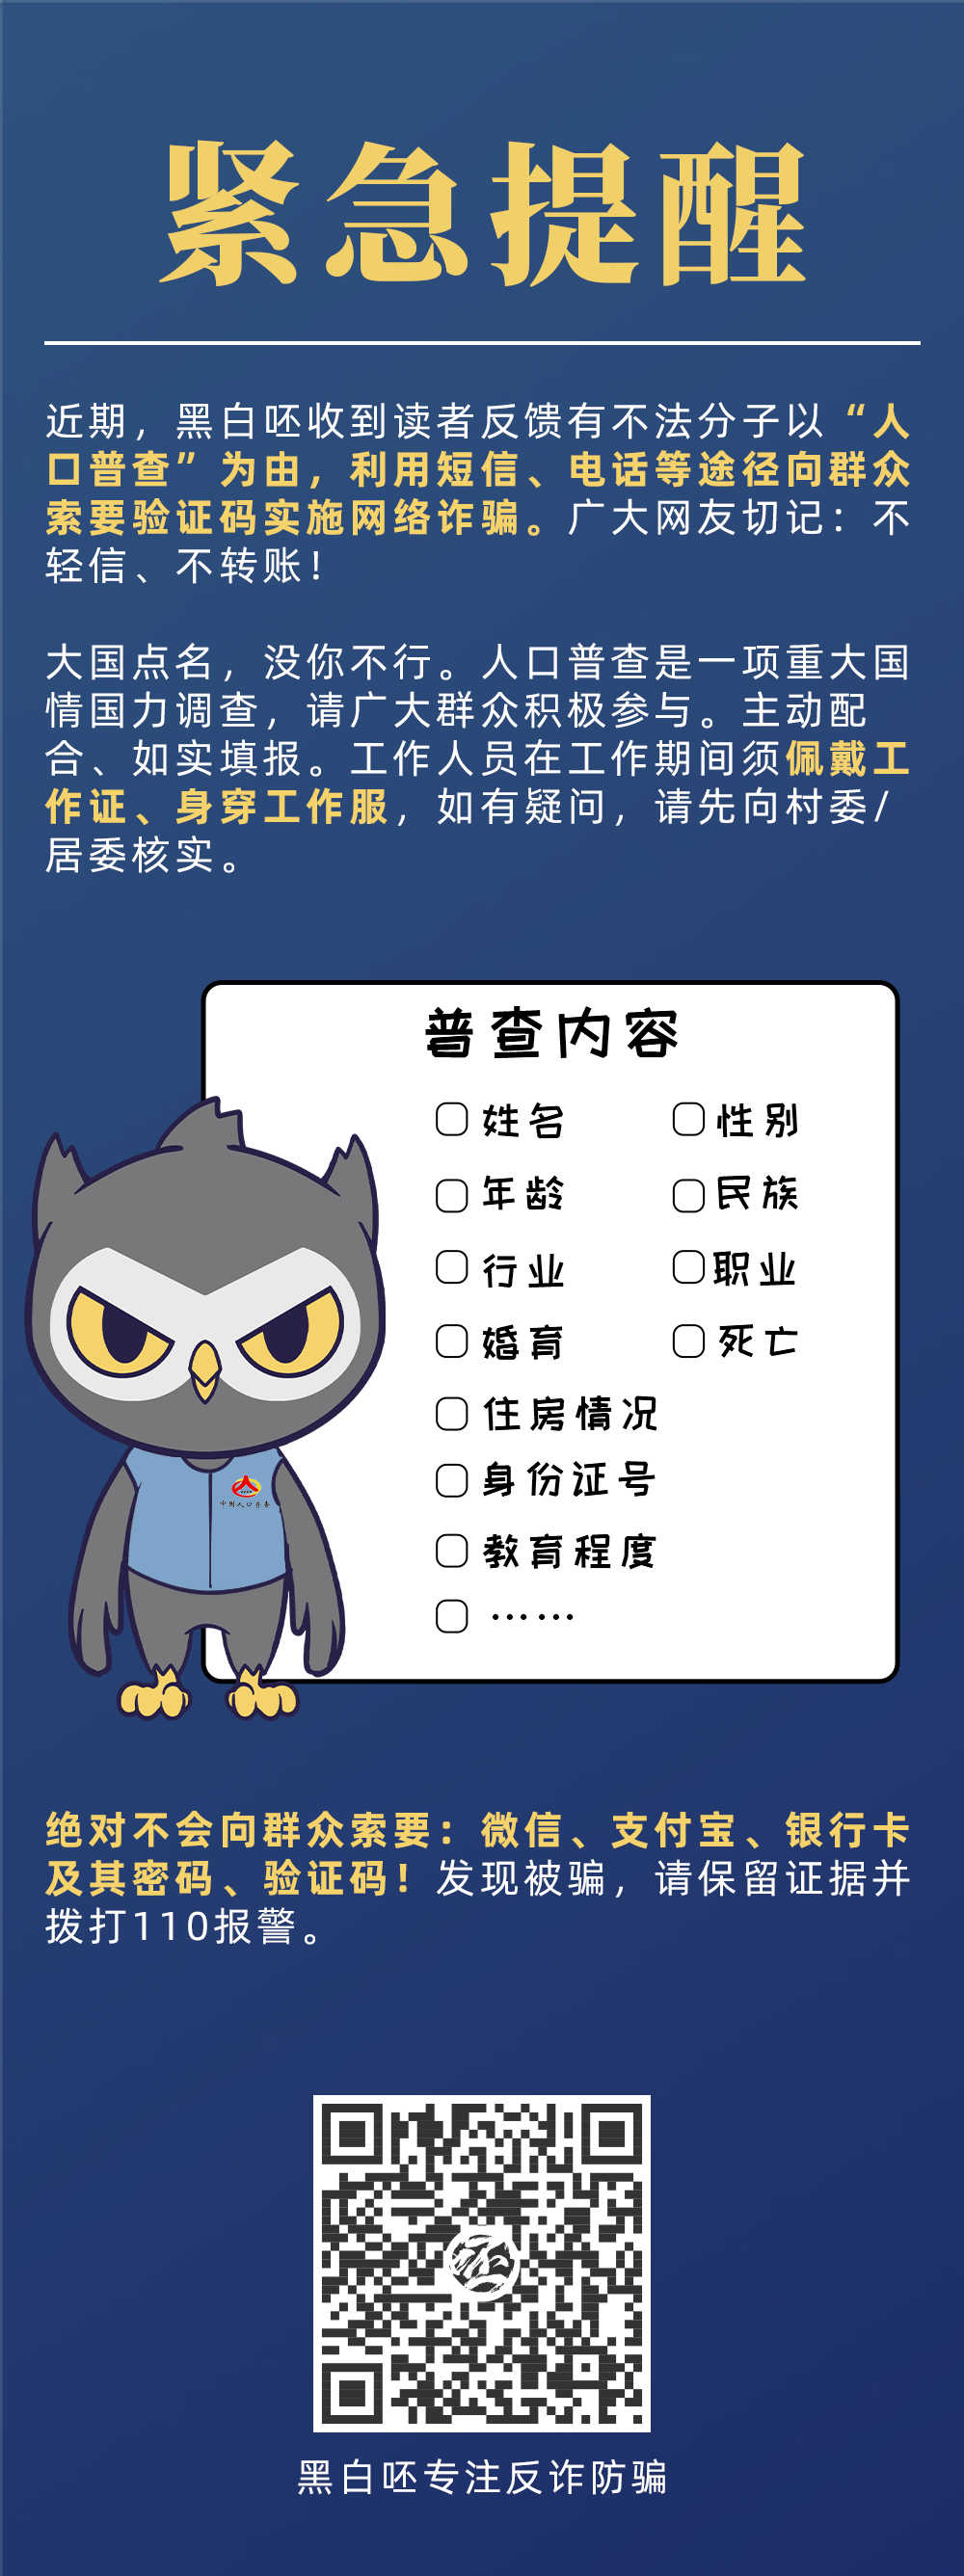 紧急提醒
近期，黑白呸收到读者反馈有不法分子以“人
口普查”为由，利用短信、电话等途径向群众
索要验证码实施网络诈骗。广大网友切记：不
轻信、不转账！
大国点名，没你不行。人口普查是一项重大国
情国力调查，请广大群众积极参与。主动配
合、如实填报。工作人员在工作期间须佩戴工
作证、身穿工作服，如有疑问，请先向村委/
居委核实。
普查内容
姓名 性别
年龄 民族
行业 职业
婚育 死亡
住房情况
身份证号
教育程度
……
中国人口普查
绝对不会向群众索要：微信、支付宝、银行卡
及其密码、验证码！发现被骗，请保留证据并
拨打110报警。
呸
黑白呸专注反诈防骗